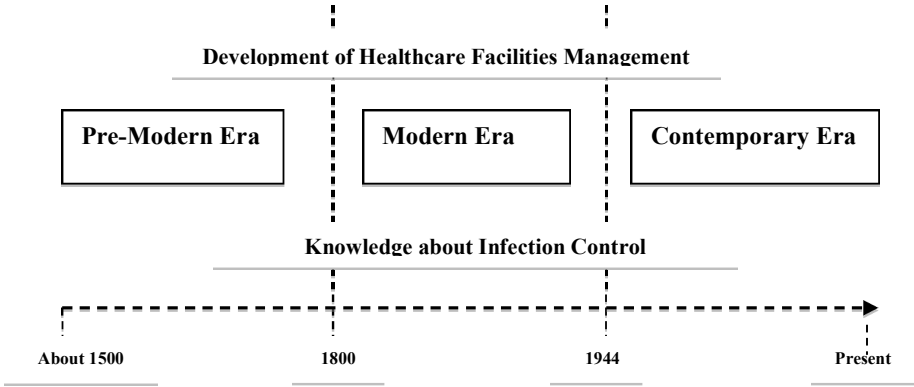 Development of Healthcare Facilities Management
Pre-Modern Era Modern Era Contemporary Era
Knowledge about Infection Control
About 1500 1800 1944 Present